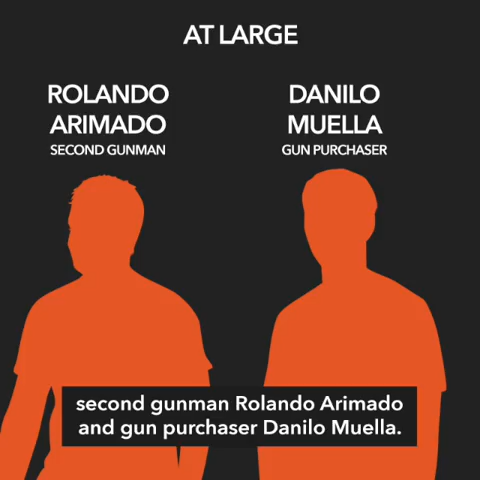 AT LARGE
ROLANDO
ARIMADO
SECOND GUNMAN
DANILO
MUELLA
GUN PURCHASER
second gunman Rolando Arimado
and gun purchaser Danilo Muella.